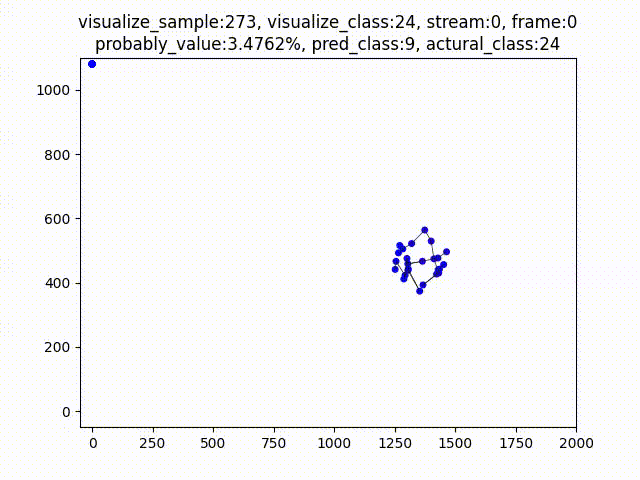 visualize_sample:273, visualize_class:24, stream:0, frame:0
probably_value:3.4762%, pred_class:9, actural_class:24
1000
800
600
400
200
0
0 250 500 750 1000 1250 1500 1750 2000